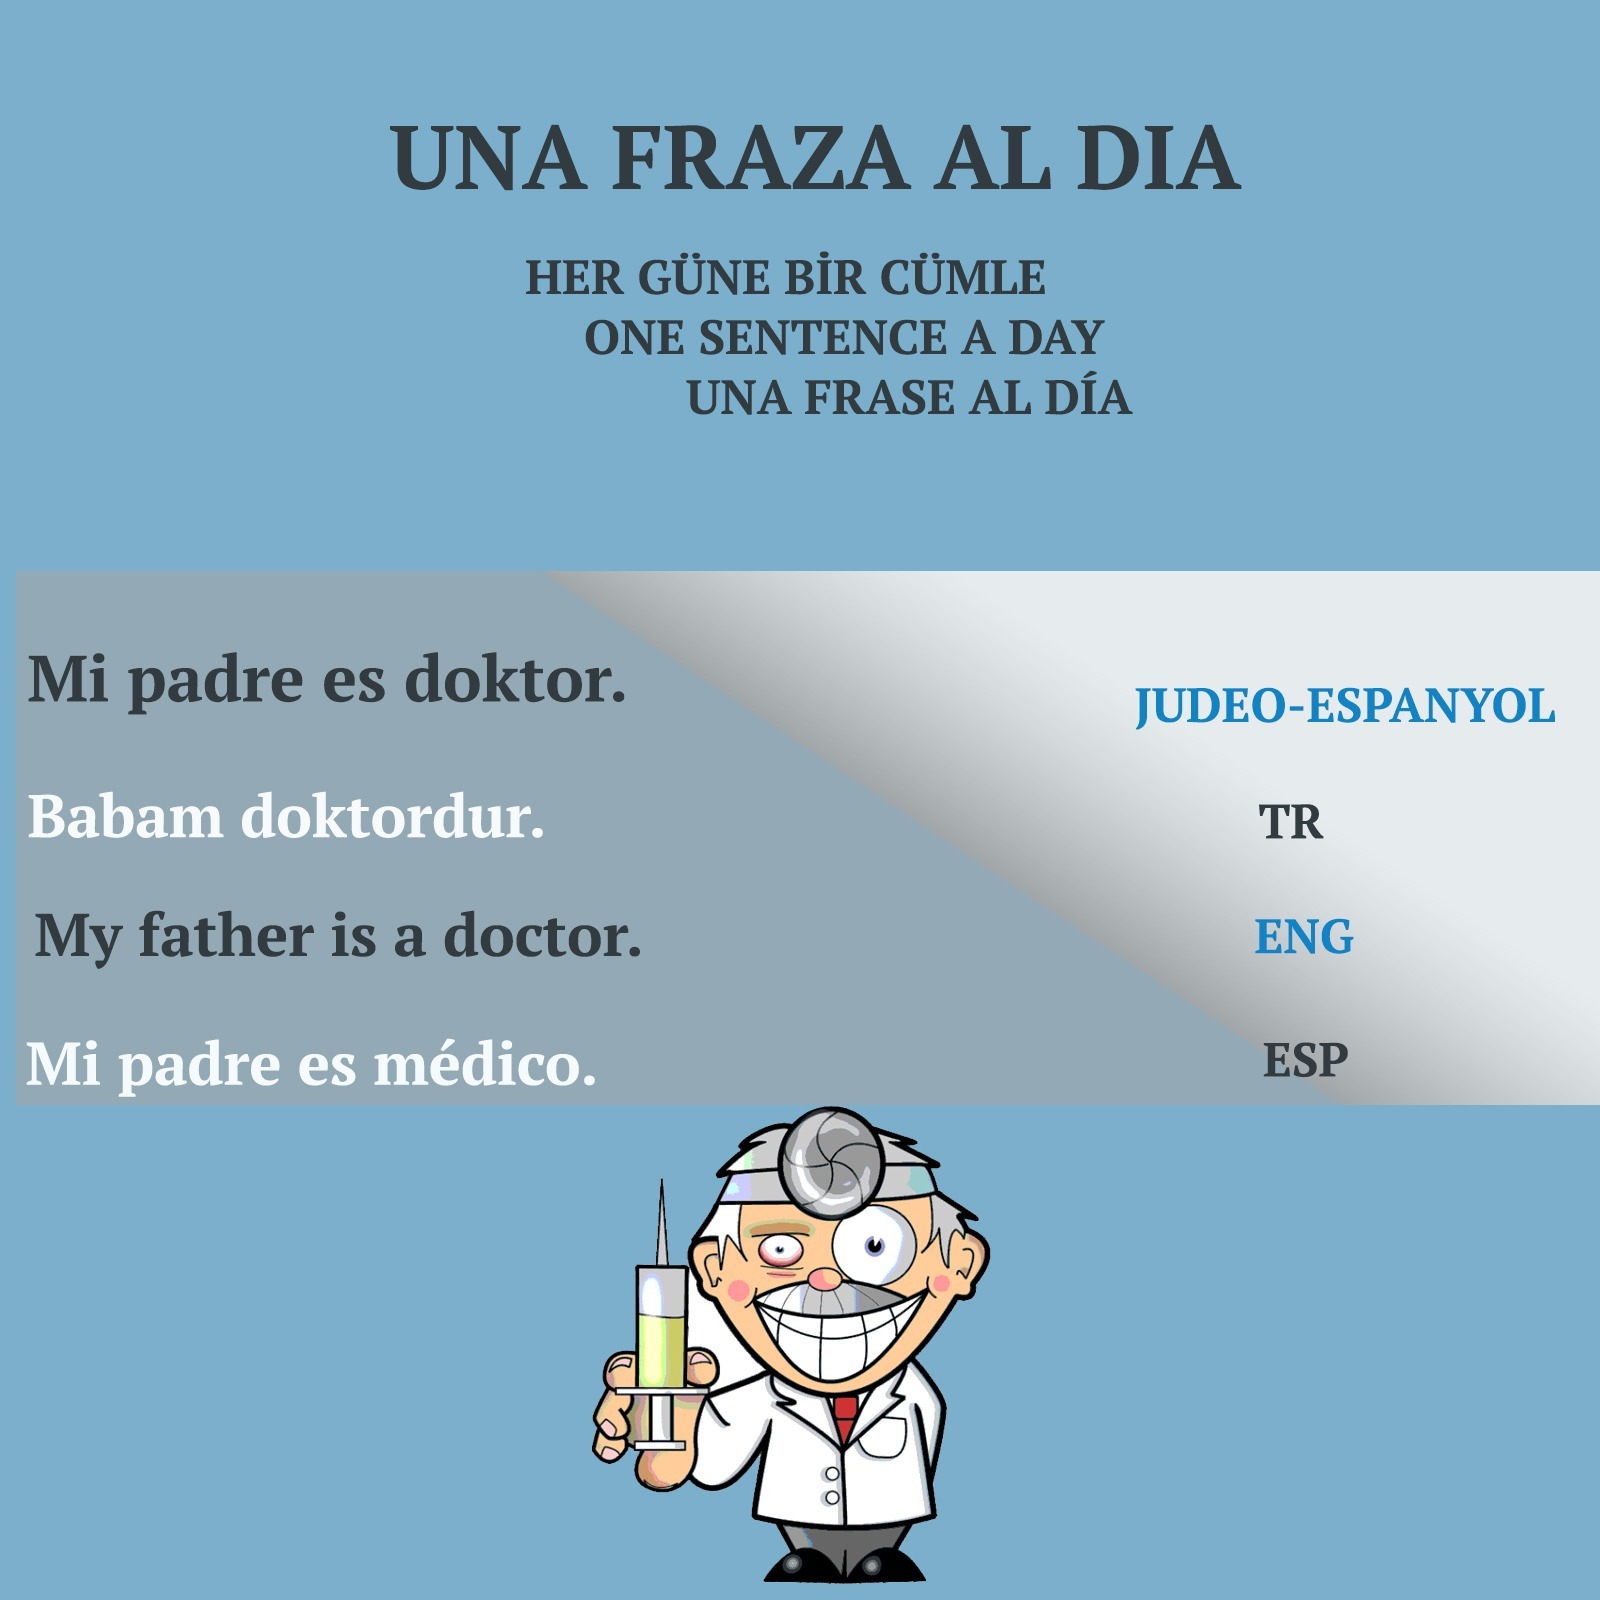 UNA FRAZA AL DIA
HER GÜNE BİR CÜMLE
ONE SENTENCE A DAY
UNA FRASE AL DÍA
Mi padre es doktor.
JUDEO-ESPANYOL
Babam doktordur.
TR
My father is a doctor.
ENG
Mi padre es médico.
ESP